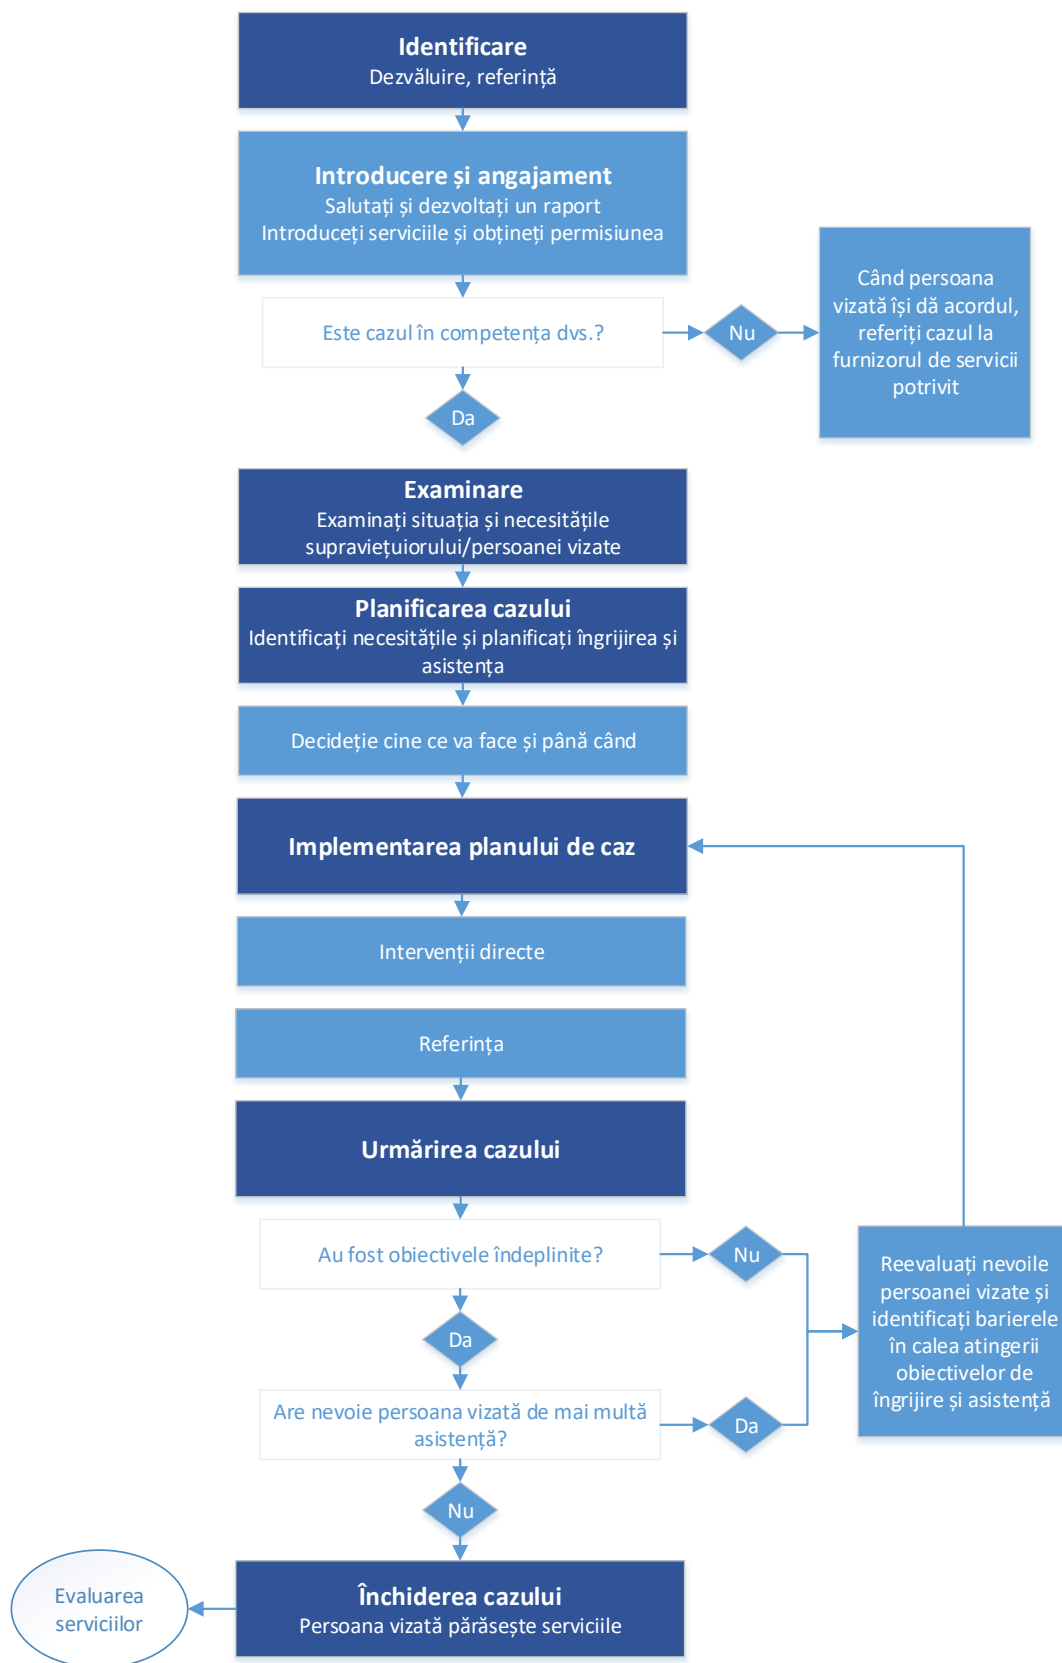 Identificare
Dezvăluire, referință
Introducere și angajament
Salutați și dezvoltați un raport
Introduceți serviciile și obțineți permisiunea
Este cazul în competența dvs.?
Nu
Când persoana
vizată își dă acordul,
referiți cazul la
furnizorul de servicii
potrivit
Da
Examinare
Examinați situația și necesitățile
supraviețuiorului/persoanei vizate
Planificarea cazului
Identificați necesitățile și planificați îngrijirea și
asistența
Decideție cine ce va face și până când
Implementarea planului de caz
Intervenții directe
Referința
Urmărirea cazului
Au fost obiectivele îndeplinite?
Nu
Reevaluați nevoile
persoanei vizate și
identificați barierele
în calea atingerii
obiectivelor de
îngrijire și asistență
Da
Are nevoie persoana vizată de mai multă
asistență?
Da
Nu
Închiderea cazului
Persoana vizată părăsește serviciile
Evaluarea
serviciilor